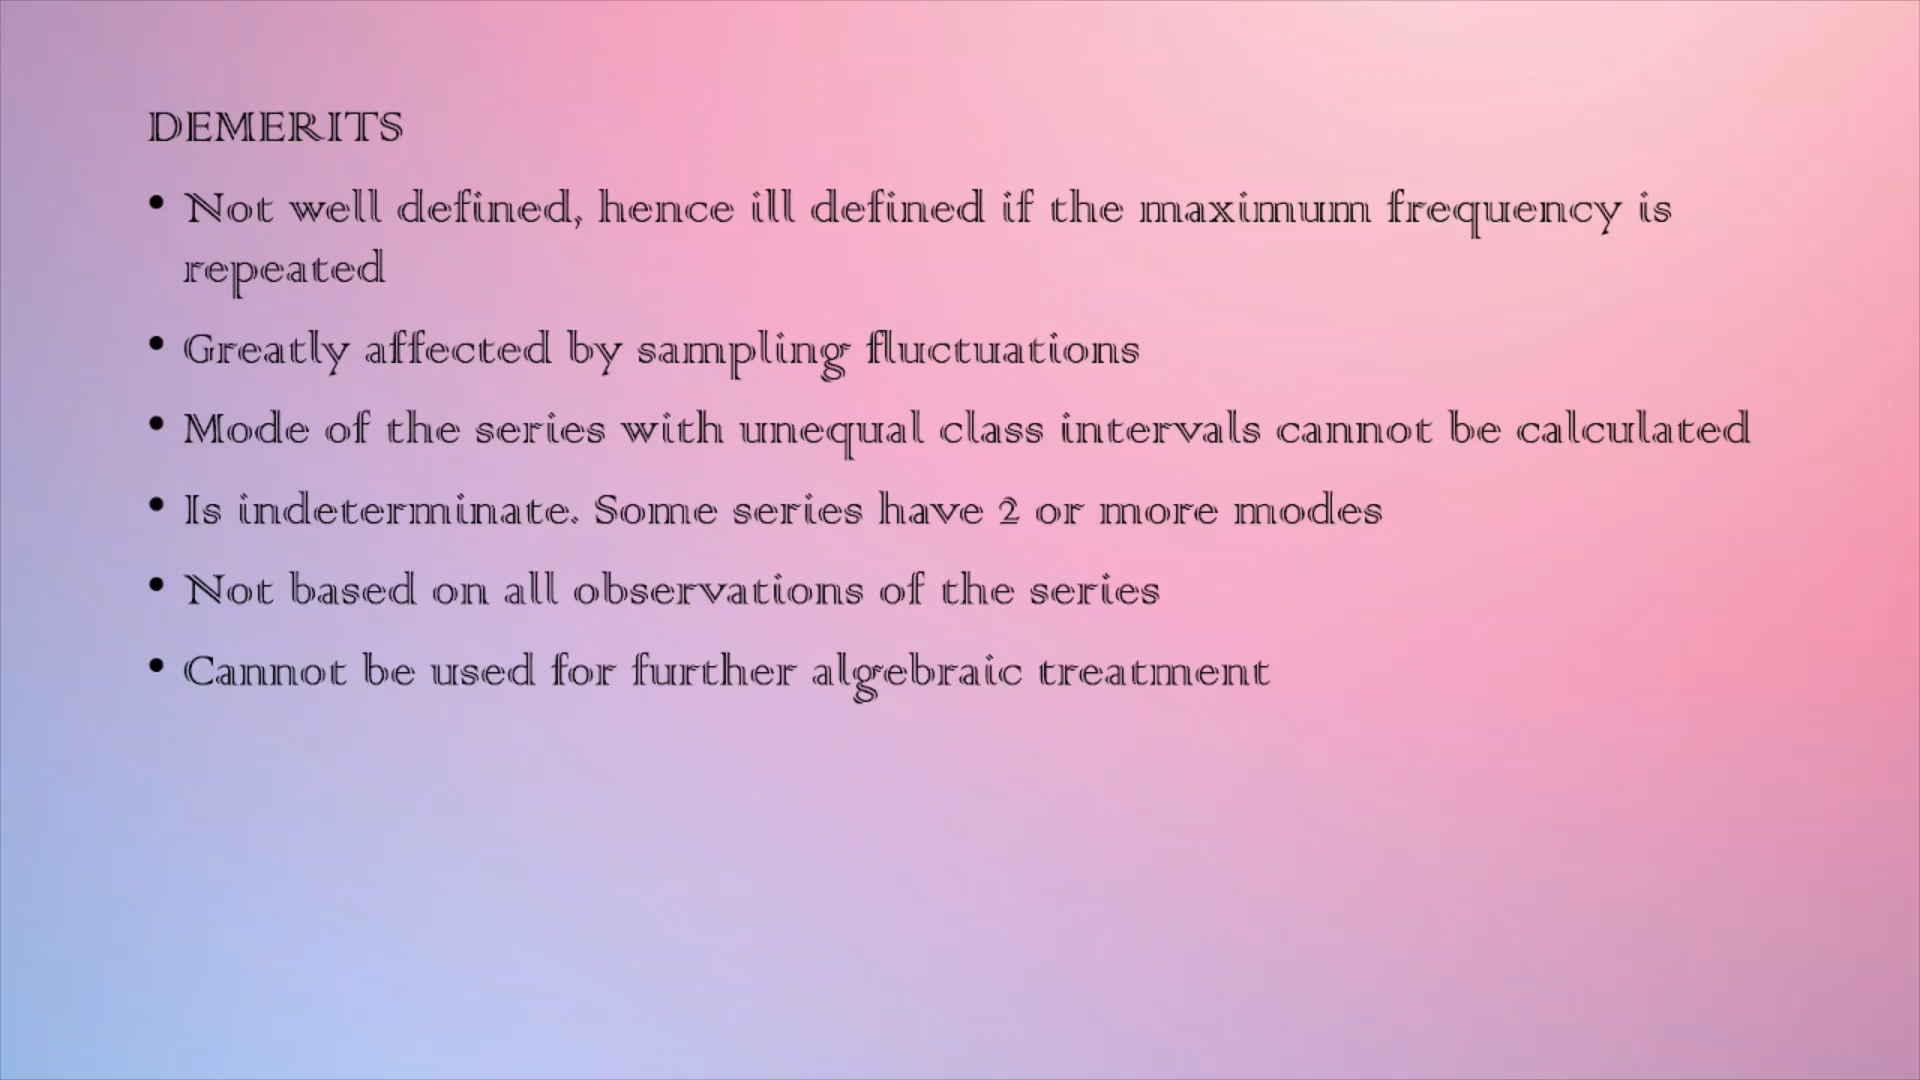 DEMERITS
• Not well defined, hence ill defined if the maximum frequency is
repeated
• Greatly affected by sampling fluctuations
• Mode of the series with unequal class intervals cannot be calculated
• Is indeterminate. Some series have 2 or more modes
• Not based on all observations of the series
• Cannot be used for further algebraic treatment